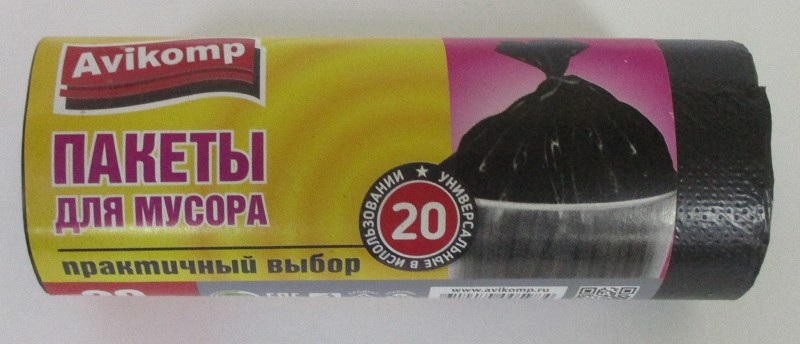 Avikomp
ПАКЕТЫ
ДЛЯ МУСОРА
практичный выбор
УНИВЕРСАЛЬНЫЕ В ИСПОЛЬЗОВАНИИ
20
www.avikomp.ru